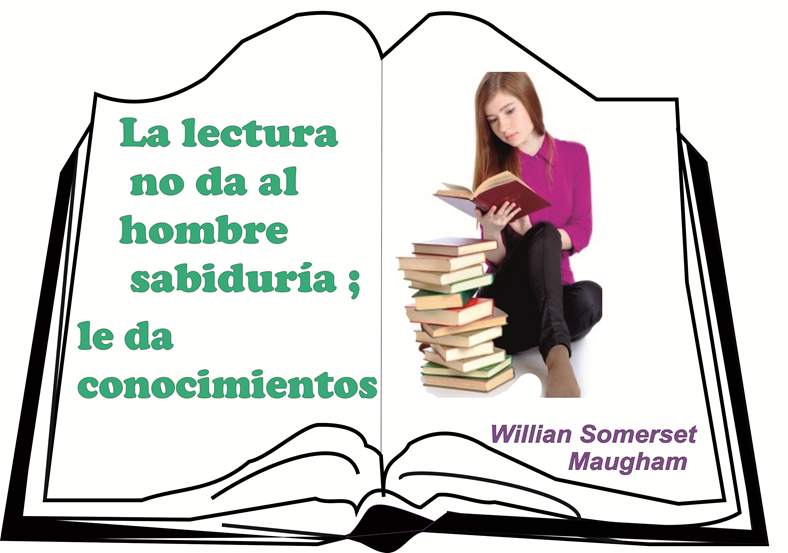 La lectura
no da al
hombre
sabiduría ;
le da
conocimientos
Willian Somerset
Maugham